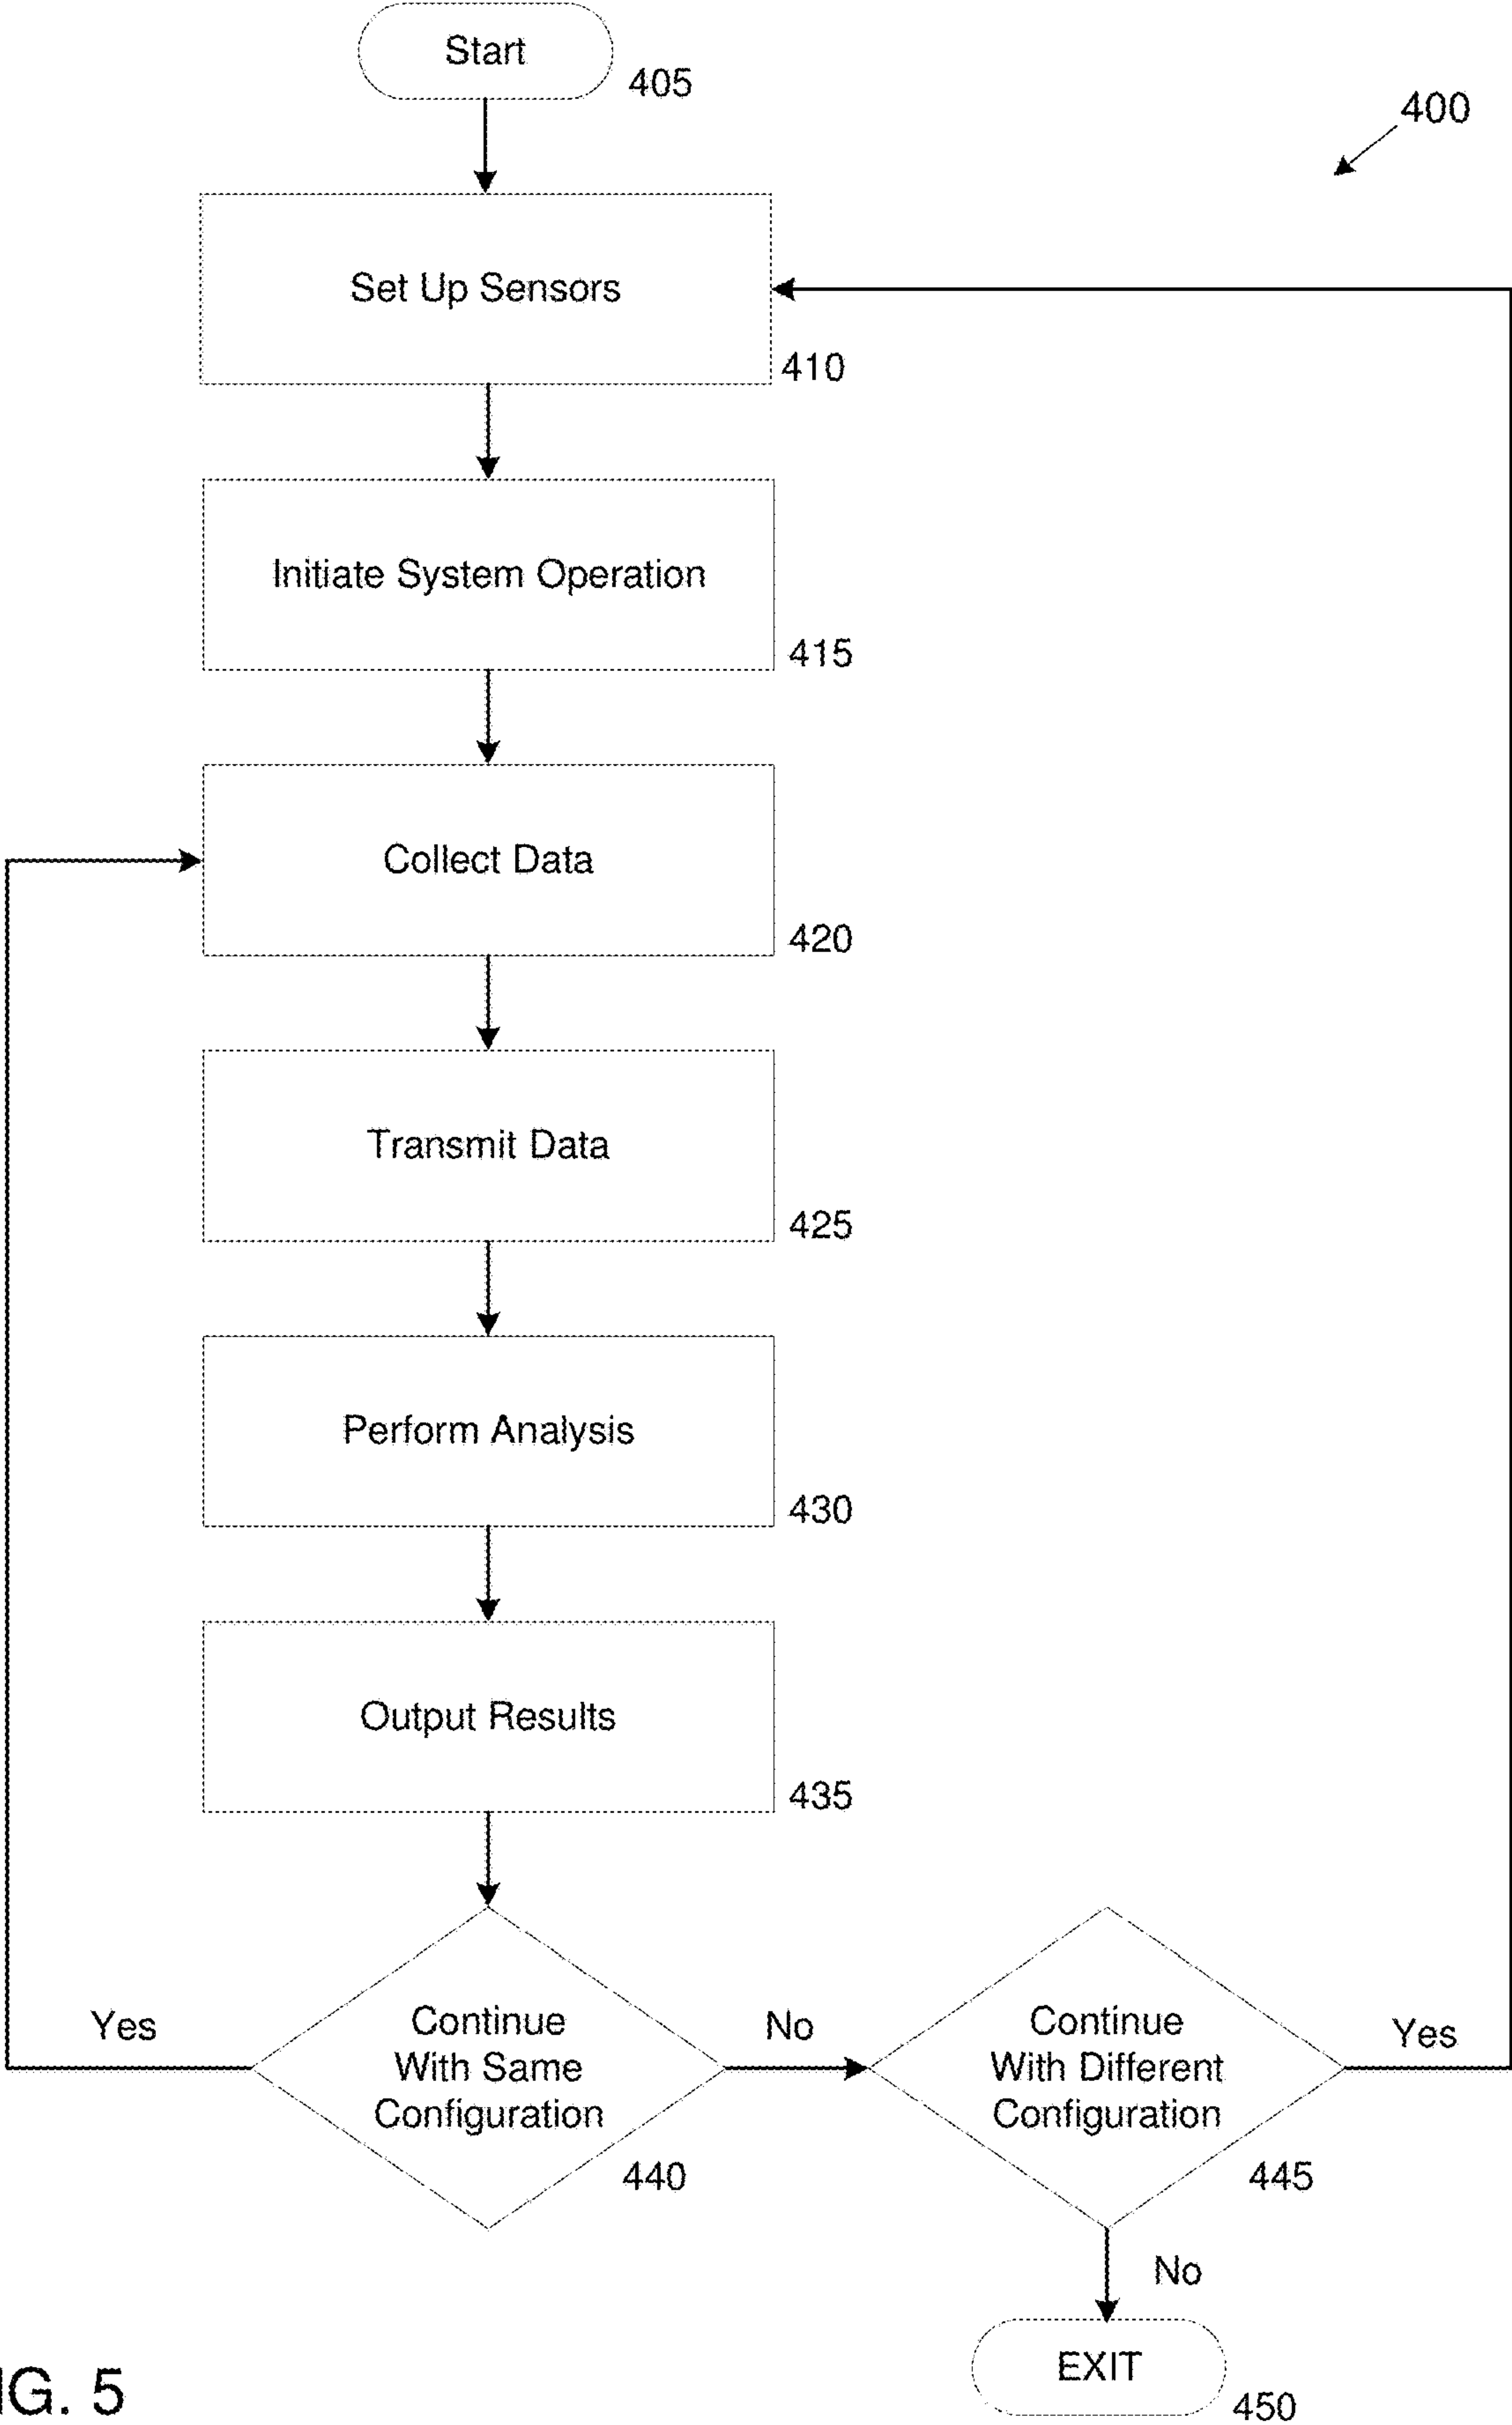 Start
405
400
Set Up Sensors
410
Initiate System Operation
415
Collect Data
420
Transmit Data
425
Perform Analysis
430
Output Results
435
Yes
Continue
With Same
Configuration
440
No
Continue
With Different
Configuration
445
Yes
No
EXIT
450
IG. 5